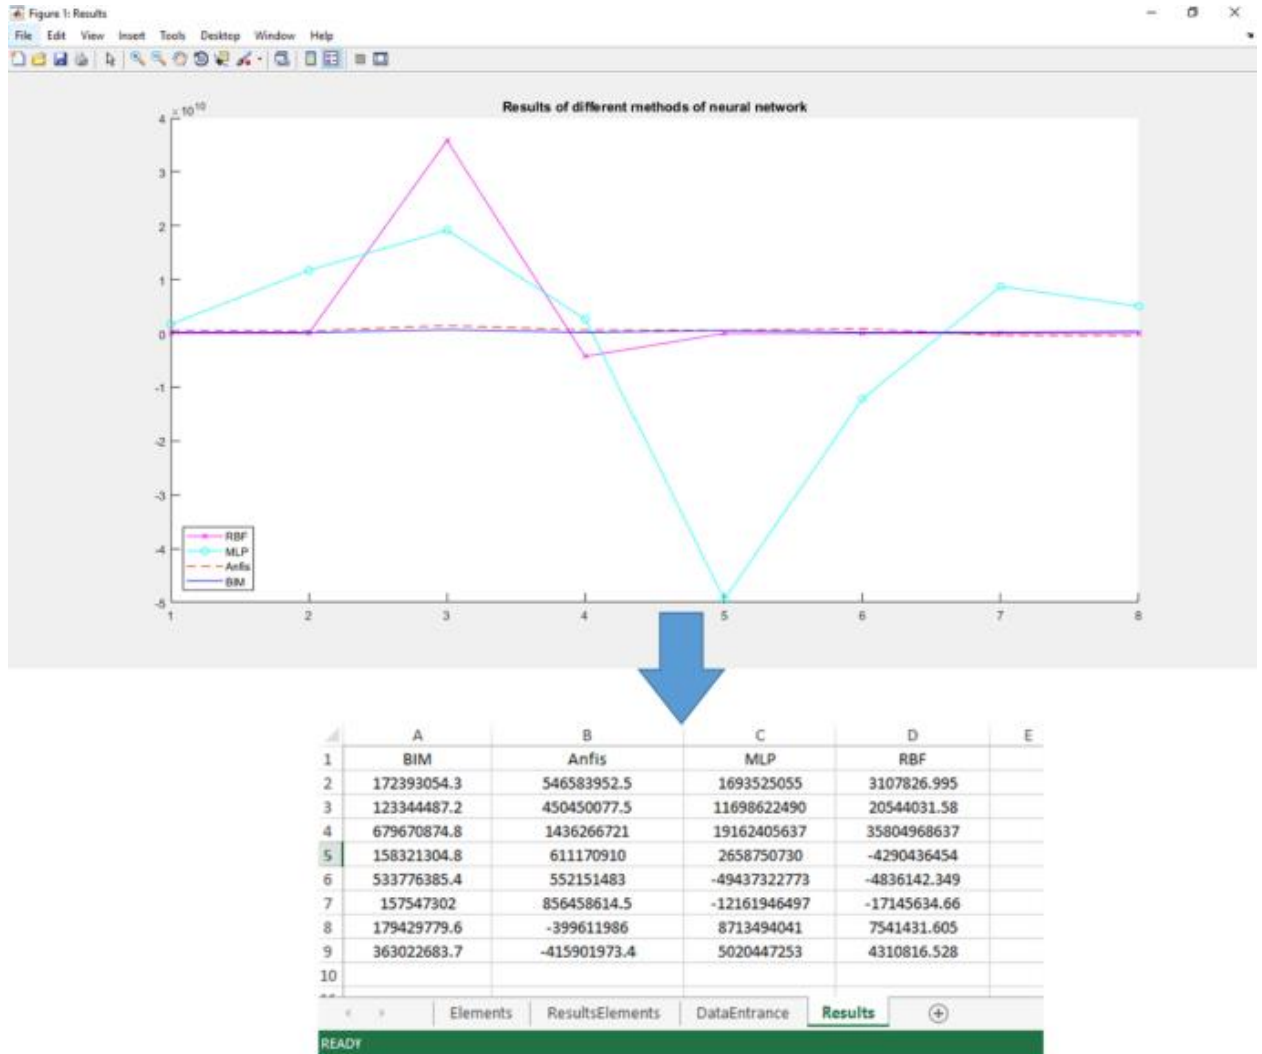 Figure 1: Results
File Edit View Insert Tools Desktop Window Help
Results of different methods of neural network
× 10^10
4
3
2
1
0
-1
-2
-3
-4
-5
RBF
MLP
Anfis
BIM
1 2 3 4 5 6 7 8
A B C D E
1 BIM Anfis MLP RBF
2 172393054.3 546583952.5 1693525055 3107826.995
3 123344487.2 450450077.5 11698622490 20544031.58
4 679670874.8 1436266721 19162405637 35804968637
5 158321304.8 611170910 2658750730 -4290436454
6 533776385.4 552151483 -49437322773 -4836142.349
7 157547302 856458614.5 -12161946497 -17145634.66
8 179429779.6 -399611986 8713494041 7541431.605
9 363022683.7 -415901973.4 5020447253 4310816.528
10
Elements ResultsElements DataEntrance Results
READY